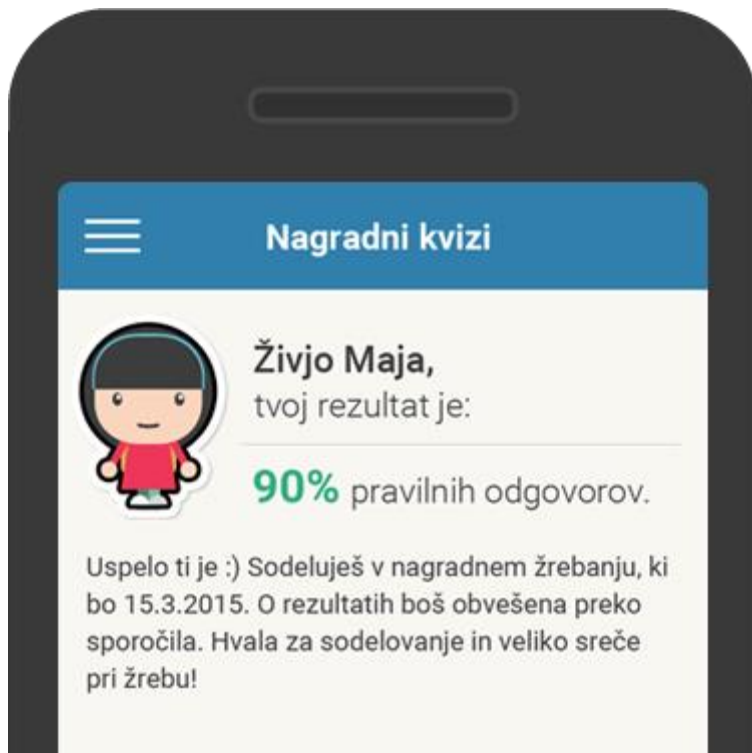 Nagradni kvizi
Živjo Maja,
tvoj rezultat je:
90% pravilnih odgovorov.
Uspelo ti je :) Sodeluješ v nagradnem žrebanju, ki
bo 15.3.2015. O rezultatih boš obvešena preko
sporočila. Hvala za sodelovanje in veliko sreče
pri žrebu!